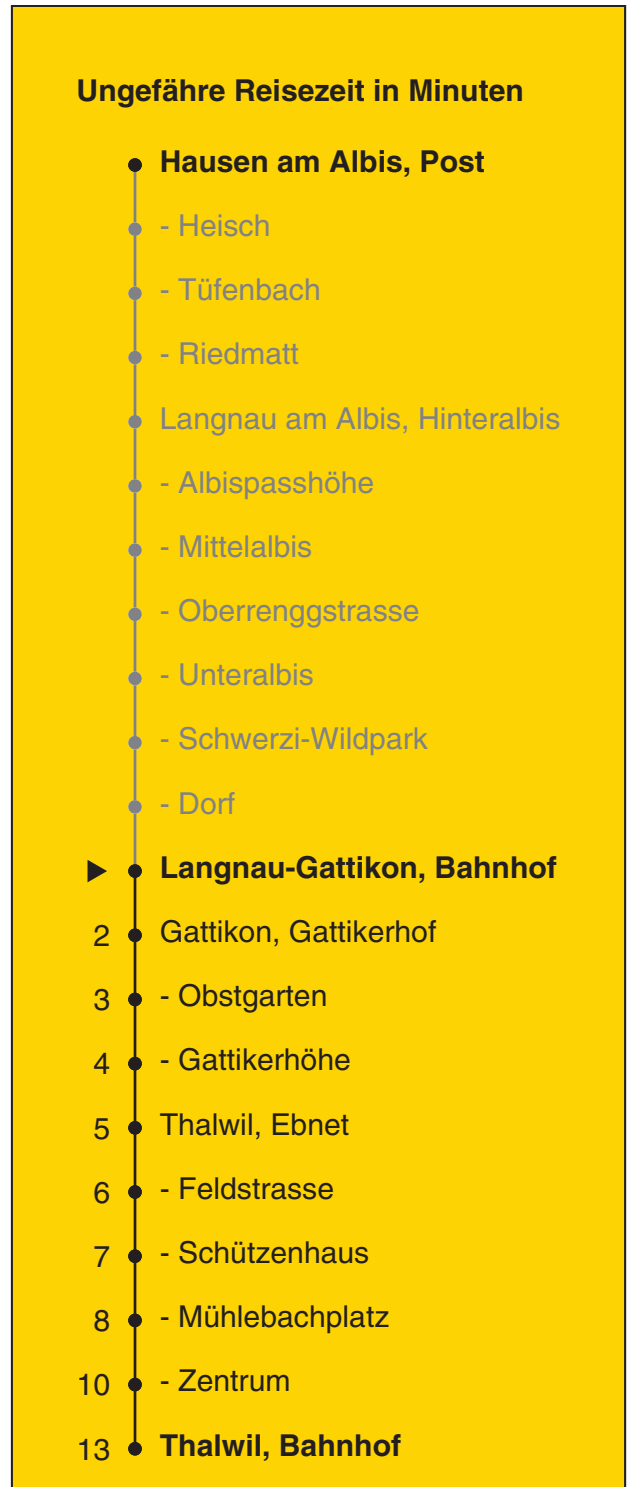 Ungefähre Reisezeit in Minuten
Hausen am Albis, Post
- Heisch
- Tüfenbach
- Riedmatt
Langnau am Albis, Hinteralbis
- Albispasshöhe
- Mittelalbis
- Oberrenggstrasse
- Unteralbis
- Schwerzi-Wildpark
- Dorf
Langnau-Gattikon, Bahnhof
2 Gattikon, Gattikerhof
3 - Obstgarten
4 - Gattikerhöhe
5 Thalwil, Ebnet
6 - Feldstrasse
7 - Schützenhaus
8 - Mühlebachplatz
10 - Zentrum
13 Thalwil, Bahnhof